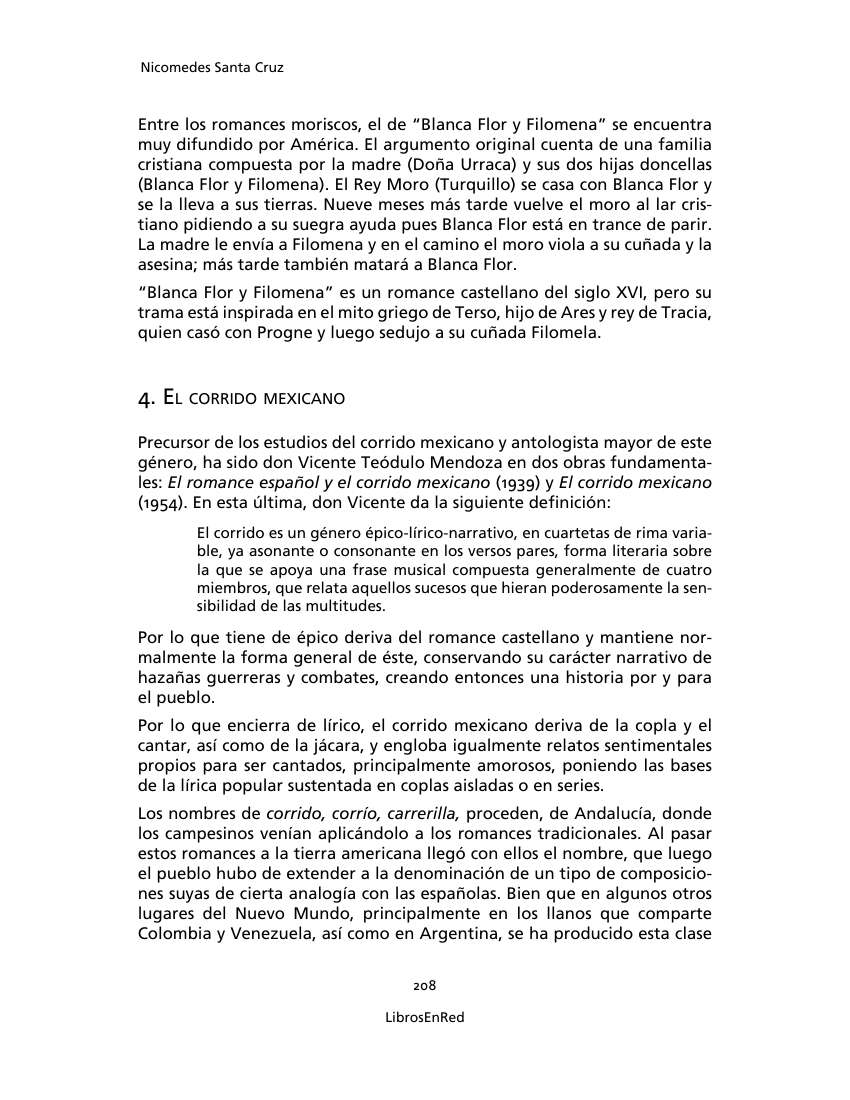 Nicomedes Santa Cruz
Entre los romances moriscos, el de “Blanca Flor y Filomena” se encuentra
muy difundido por América. El argumento original cuenta de una familia
cristiana compuesta por la madre (Doña Urraca) y sus dos hijas doncellas
(Blanca Flor y Filomena). El Rey Moro (Turquillo) se casa con Blanca Flor y
se la lleva a sus tierras. Nueve meses más tarde vuelve el moro al lar cris-
tiano pidiendo a su suegra ayuda pues Blanca Flor está en trance de parir.
La madre le envía a Filomena y en el camino el moro viola a su cuñada y la
asesina; más tarde también matará a Blanca Flor.
“Blanca Flor y Filomena” es un romance castellano del siglo XVI, pero su
trama está inspirada en el mito griego de Terso, hijo de Ares y rey de Tracia,
quien casó con Progne y luego sedujo a su cuñada Filomela.
4. El corrido mexicano
Precursor de los estudios del corrido mexicano y antologista mayor de este
género, ha sido don Vicente Teódulo Mendoza en dos obras fundamenta-
les: El romance español y el corrido mexicano (1939) y El corrido mexicano
(1954). En esta última, don Vicente da la siguiente definición:
El corrido es un género épico-lírico-narrativo, en cuartetas de rima varia-
ble, ya asonante o consonante en los versos pares, forma literaria sobre
la que se apoya una frase musical compuesta generalmente de cuatro
miembros, que relata aquellos sucesos que hieran poderosamente la sen-
sibilidad de las multitudes.
Por lo que tiene de épico deriva del romance castellano y mantiene nor-
malmente la forma general de éste, conservando su carácter narrativo de
hazañas guerreras y combates, creando entonces una historia por y para
el pueblo.
Por lo que encierra de lírico, el corrido mexicano deriva de la copla y el
cantar, así como de la jácara, y engloba igualmente relatos sentimentales
propios para ser cantados, principalmente amorosos, poniendo las bases
de la lírica popular sustentada en coplas aisladas o en series.
Los nombres de corrido, corrío, carrerilla, proceden, de Andalucía, donde
los campesinos venían aplicándolo a los romances tradicionales. Al pasar
estos romances a la tierra americana llegó con ellos el nombre, que luego
el pueblo hubo de extender a la denominación de un tipo de composicio-
nes suyas de cierta analogía con las españolas. Bien que en algunos otros
lugares del Nuevo Mundo, principalmente en los llanos que comparte
Colombia y Venezuela, así como en Argentina, se ha producido esta clase
208
LibrosEnRed